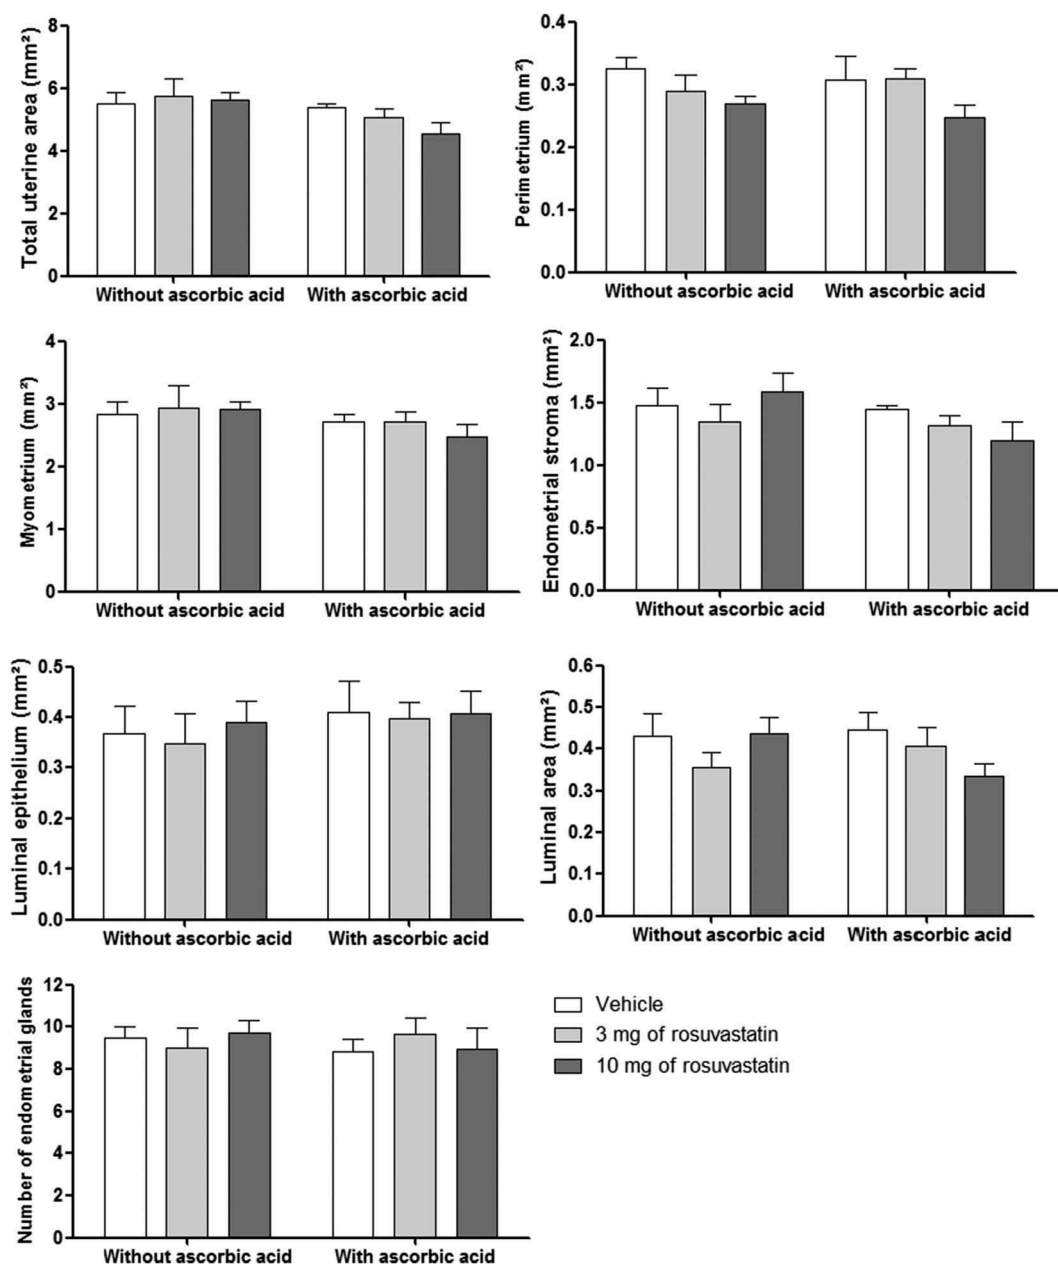 Total uterine area (mm²)
8
6
4
2
0
Without ascorbic acid
With ascorbic acid
Perimetrium (mm²)
0.4
0.3
0.2
0.1
0.0
Without ascorbic acid
With ascorbic acid
Myometrium (mm²)
4
3
2
1
0
Without ascorbic acid
With ascorbic acid
Endometrial stroma (mm²)
2.0
1.5
1.0
0.5
0.0
Without ascorbic acid
With ascorbic acid
Luminal epithelium (mm²)
0.5
0.4
0.3
0.2
0.1
0.0
Without ascorbic acid
With ascorbic acid
Luminal area (mm²)
0.6
0.5
0.4
0.3
0.2
0.1
0.0
Without ascorbic acid
With ascorbic acid
Number of endometrial glands
12
10
8
6
4
2
0
Without ascorbic acid
With ascorbic acid
Vehicle
3 mg of rosuvastatin
10 mg of rosuvastatin